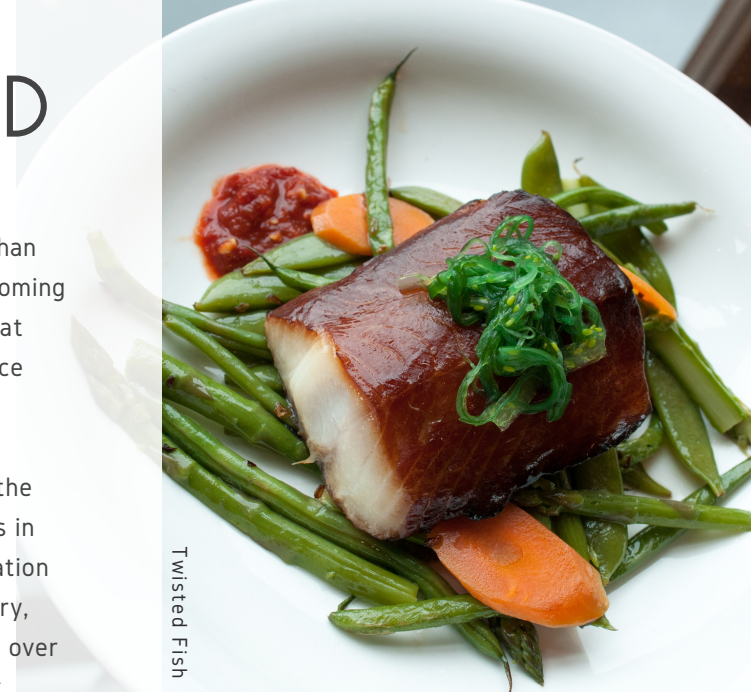 D
han
oming
at
ce
the
s in
ation
ry,
over
Twisted Fish